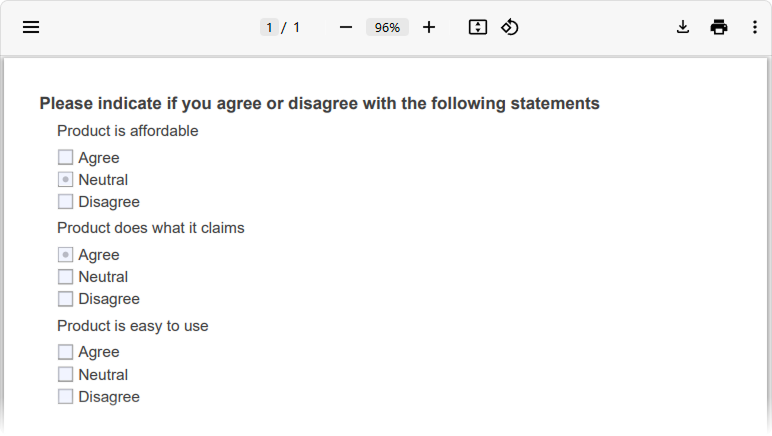 1 / 1 96%
Please indicate if you agree or disagree with the following statements
Product is affordable
Agree
Neutral
Disagree
Product does what it claims
Agree
Neutral
Disagree
Product is easy to use
Agree
Neutral
Disagree